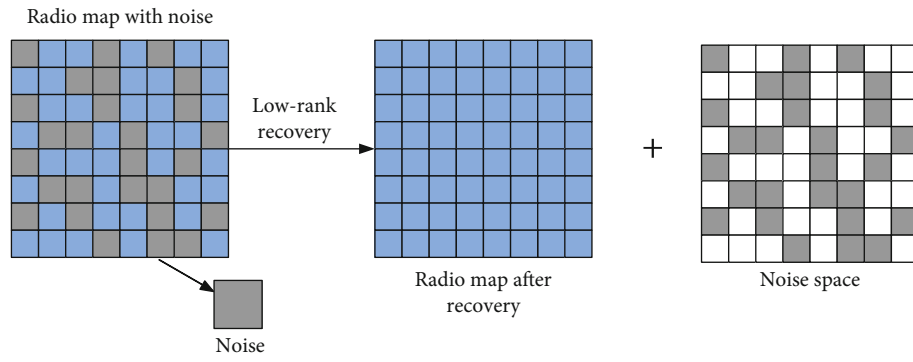 Radio map with noise
Low-rank
recovery
+
Radio map after
recovery
Noise space
Noise